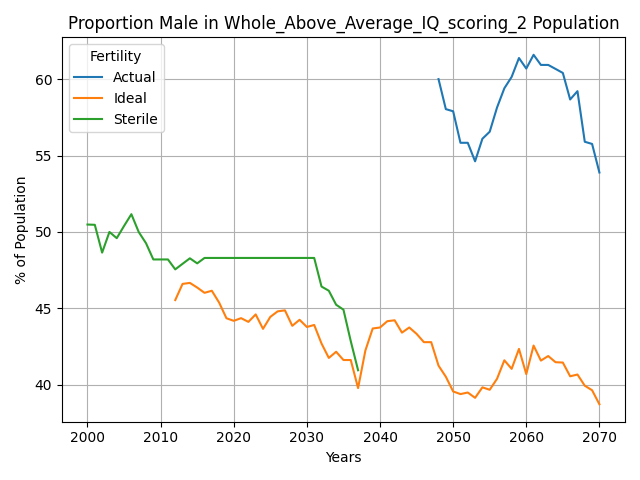 Proportion Male in Whole_Above_Average_IQ_scoring_2 Population
Fertility
Actual
Ideal
Sterile
% of Population
60
55
50
45
40
2000 2010 2020 2030 2040 2050 2060 2070
Years